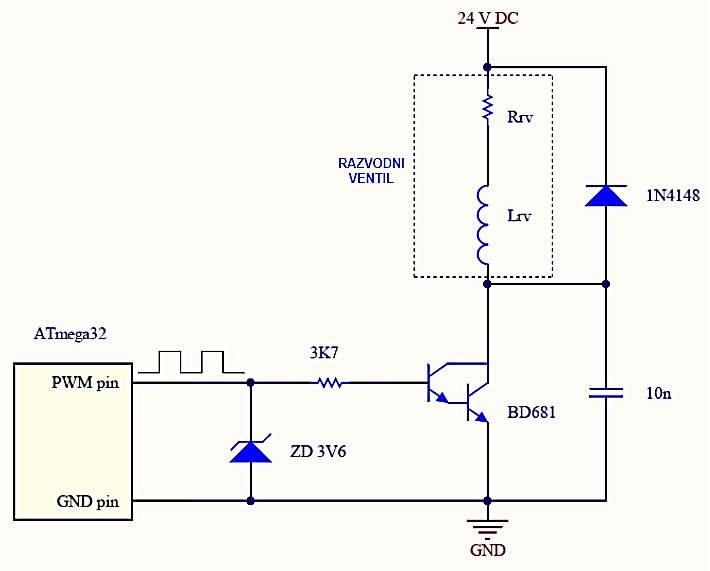 24 V DC
Rrv
RAZVODNI
VENTIL
1N4148
Lrv
ATmega32
3K7
PWM pin
10n
BD681
ZD 3V6
GND pin
GND